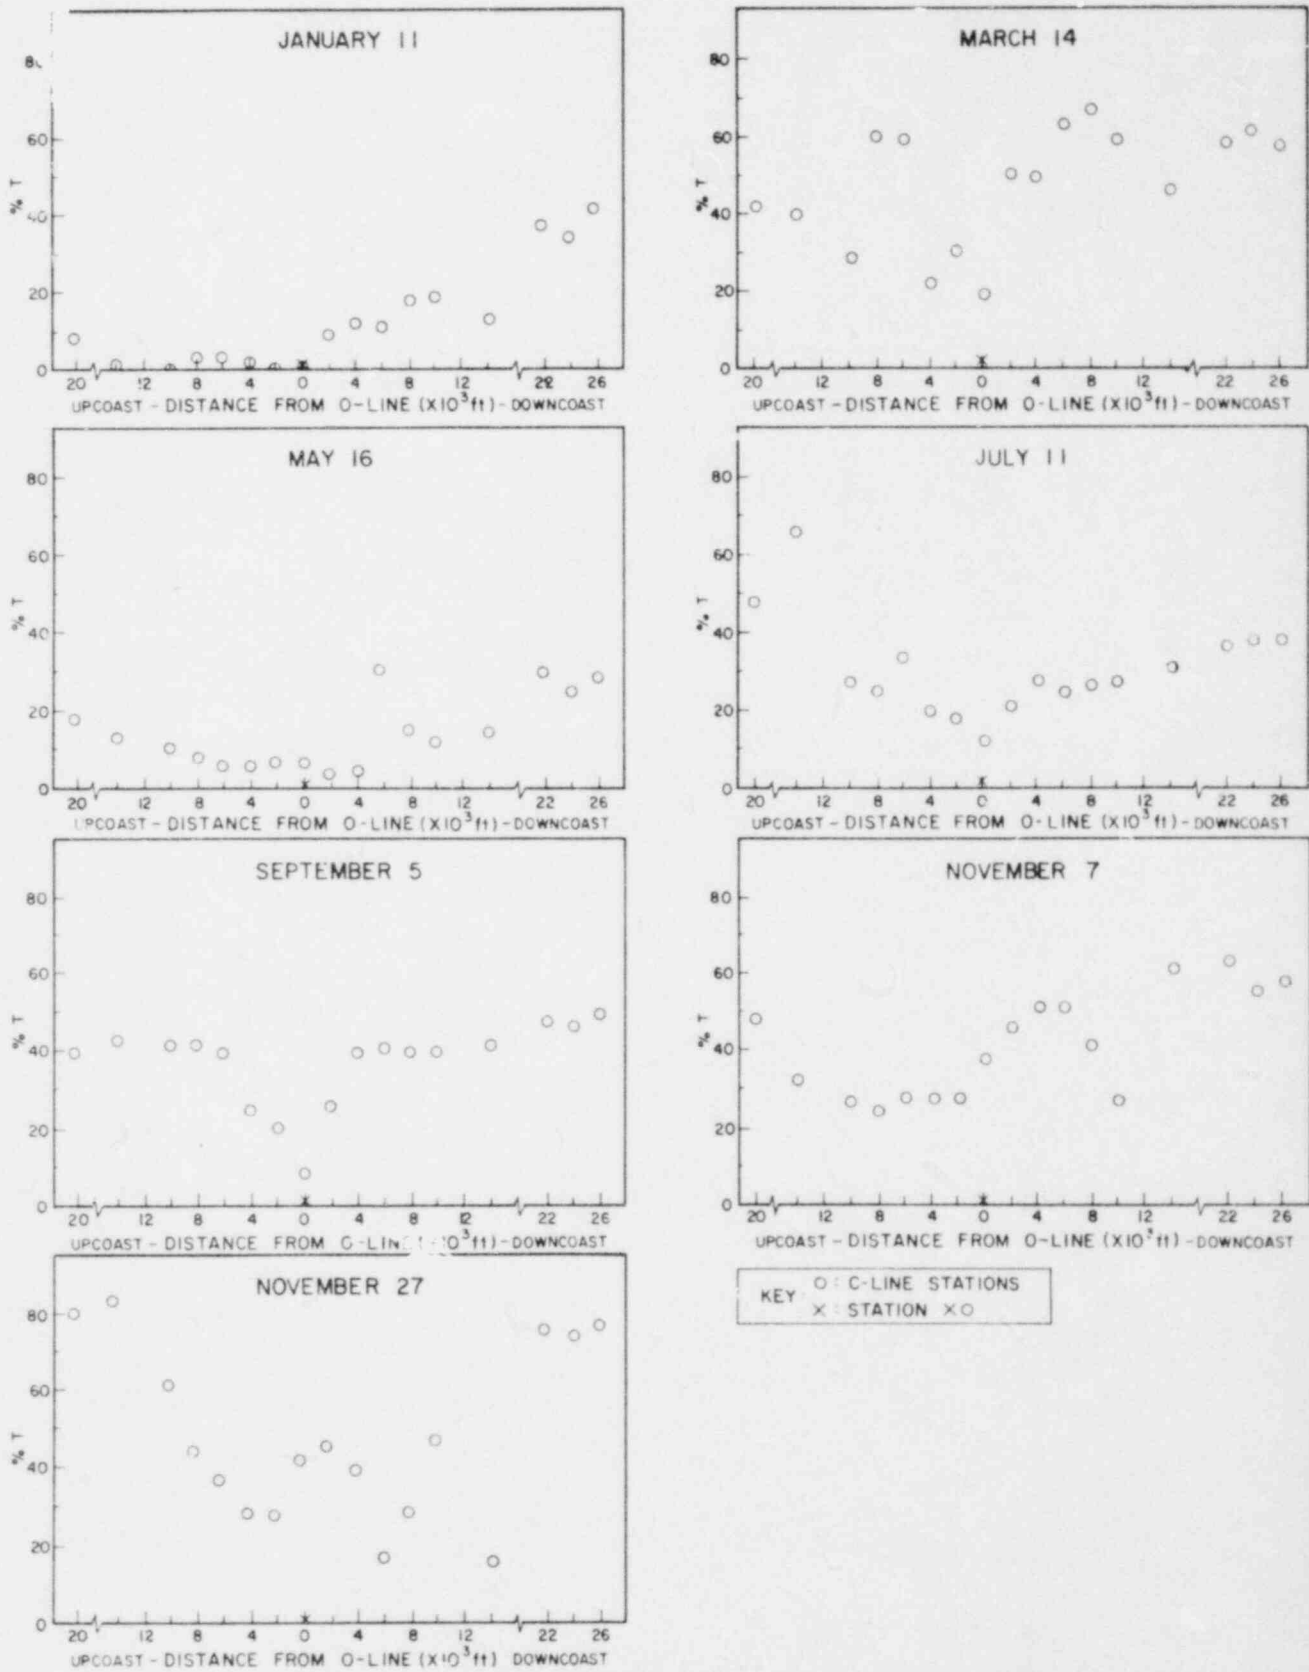 JANUARY 11
80
60
40
20
0
% T
20 12 8 4 0 4 8 12 22 26
UPCOAST - DISTANCE FROM O-LINE (X10³ft) - DOWNCOAST
MARCH 14
80
60
40
20
0
% T
20 12 8 4 0 4 8 12 22 26
UPCOAST - DISTANCE FROM O-LINE (X10³ft) - DOWNCOAST
MAY 16
80
60
40
20
0
% T
20 12 8 4 0 4 8 12 22 26
UPCOAST - DISTANCE FROM O-LINE (X10³ft) - DOWNCOAST
JULY 11
80
60
40
20
0
% T
20 12 8 4 0 4 8 12 22 26
UPCOAST - DISTANCE FROM O-LINE (X10³ft) - DOWNCOAST
SEPTEMBER 5
80
60
40
20
0
% T
20 12 8 4 0 4 8 12 22 26
UPCOAST - DISTANCE FROM O-LINE (X10³ft) - DOWNCOAST
NOVEMBER 7
80
60
40
20
0
% T
20 12 8 4 0 4 8 12 22 26
UPCOAST - DISTANCE FROM O-LINE (X10³ft) - DOWNCOAST
NOVEMBER 27
80
60
40
20
0
% T
20 12 8 4 0 4 8 12 22 26
UPCOAST - DISTANCE FROM O-LINE (X10³ft) DOWNCOAST
KEY O : C-LINE STATIONS
X : STATION XO